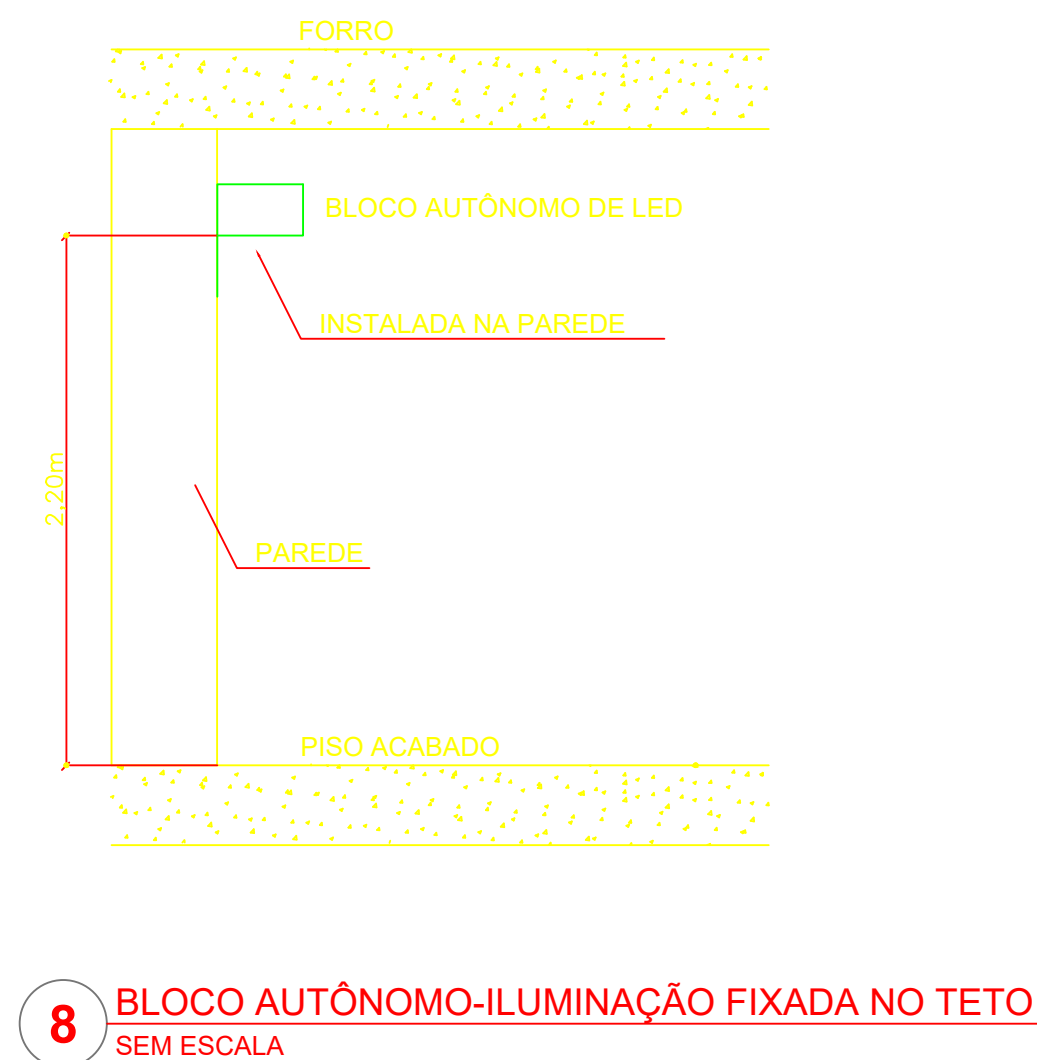 FORRO
BLOCO AUTÔNOMO DE LED
INSTALADA NA PAREDE
2,20m
PAREDE
PISO ACABADO
8
BLOCO AUTÔNOMO-ILUMINAÇÃO FIXADA NO TETO
SEM ESCALA